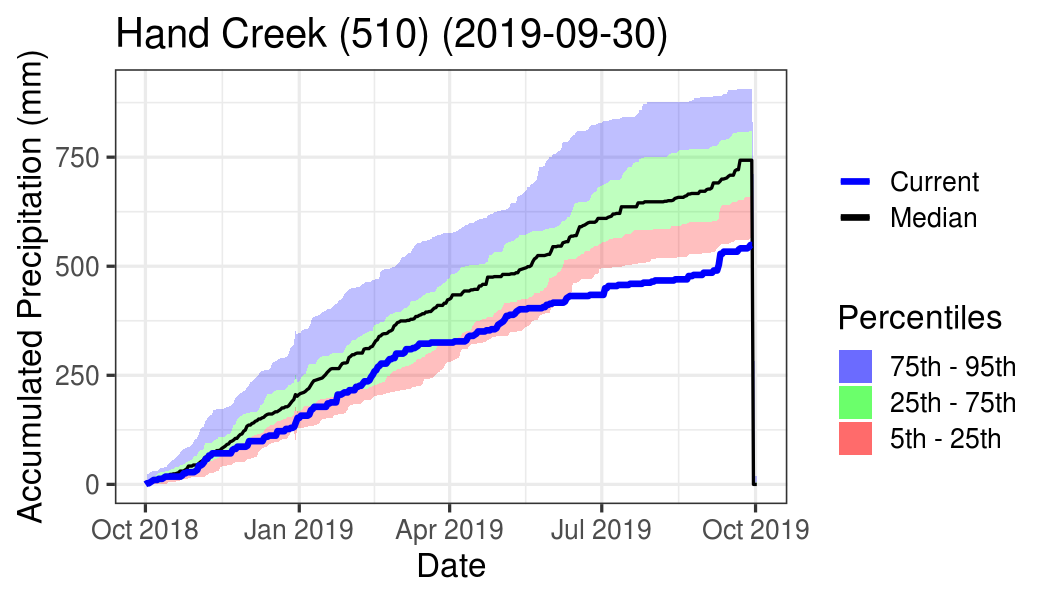 Hand Creek (510) (2019-09-30)
Accumulated Precipitation (mm)
750
500
250
0
Oct 2018
Jan 2019
Apr 2019
Jul 2019
Oct 2019
Date
Current
Median
Percentiles
75th - 95th
25th - 75th
5th - 25th